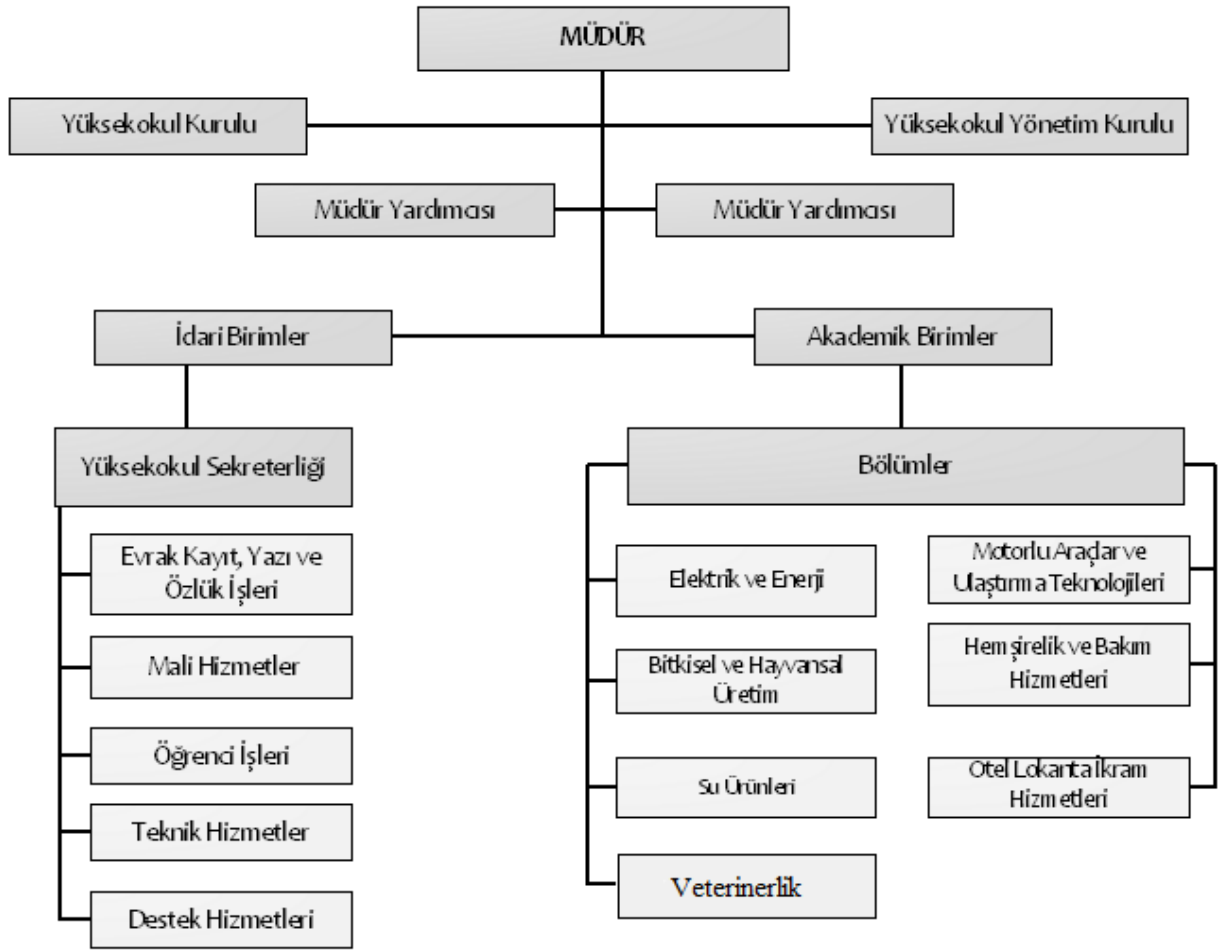 MÜDÜR
Yüksekokul Kurulu
Yüksekokul Yönetim Kurulu
Müdür Yardımcısı
Müdür Yardımcısı
İdari Birimler
Akademik Birimler
Yüksekokul Sekreterliği
Evrak Kayıt, Yazı ve
Özlük İşleri
Mali Hizmetler
Öğrenci İşleri
Teknik Hizmetler
Destek Hizmetleri
Bölümler
Elektrik ve Enerji
Bitkisel ve Hayvansal
Üretim
Su Ürünleri
Veterinerlik
Motorlu Araçlar ve
Ulaştırma Teknolojileri
Hemşirelik ve Bakım
Hizmetleri
Otel Lokanta İkram
Hizmetleri